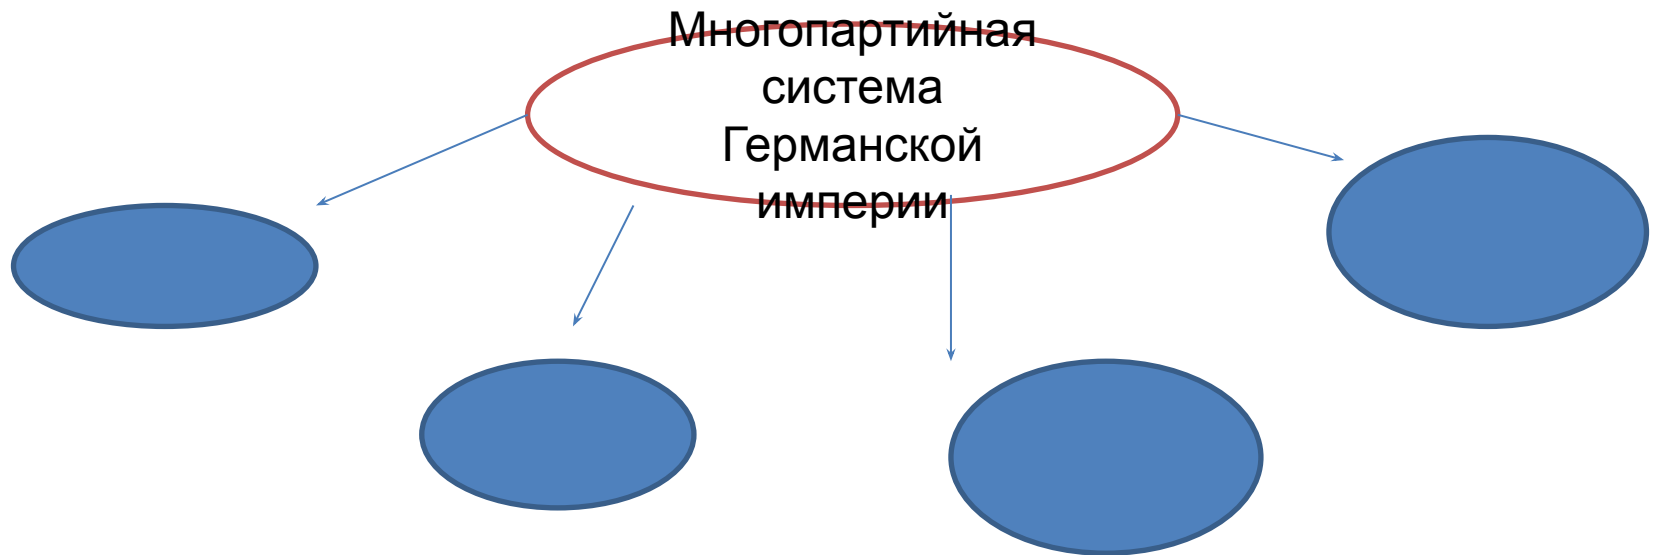 Многопартийная
система
Германской
империи